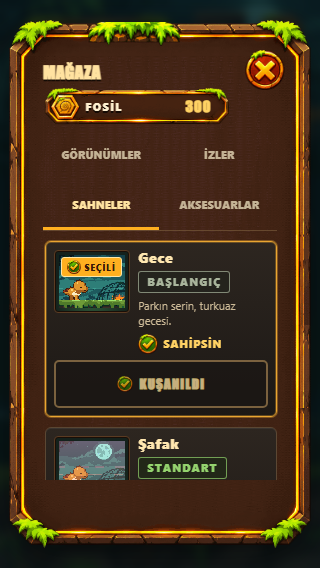 MAĞAZA
FOSİL 300
GÖRÜNÜMLER İZLER
SAHNELER AKSESUARLAR
SEÇİLİ
Gece
BAŞLANGIÇ
Parkın serin, turkuaz
gecesi.
SAHİPSİN
KUŞANILDI
Şafak
STANDART